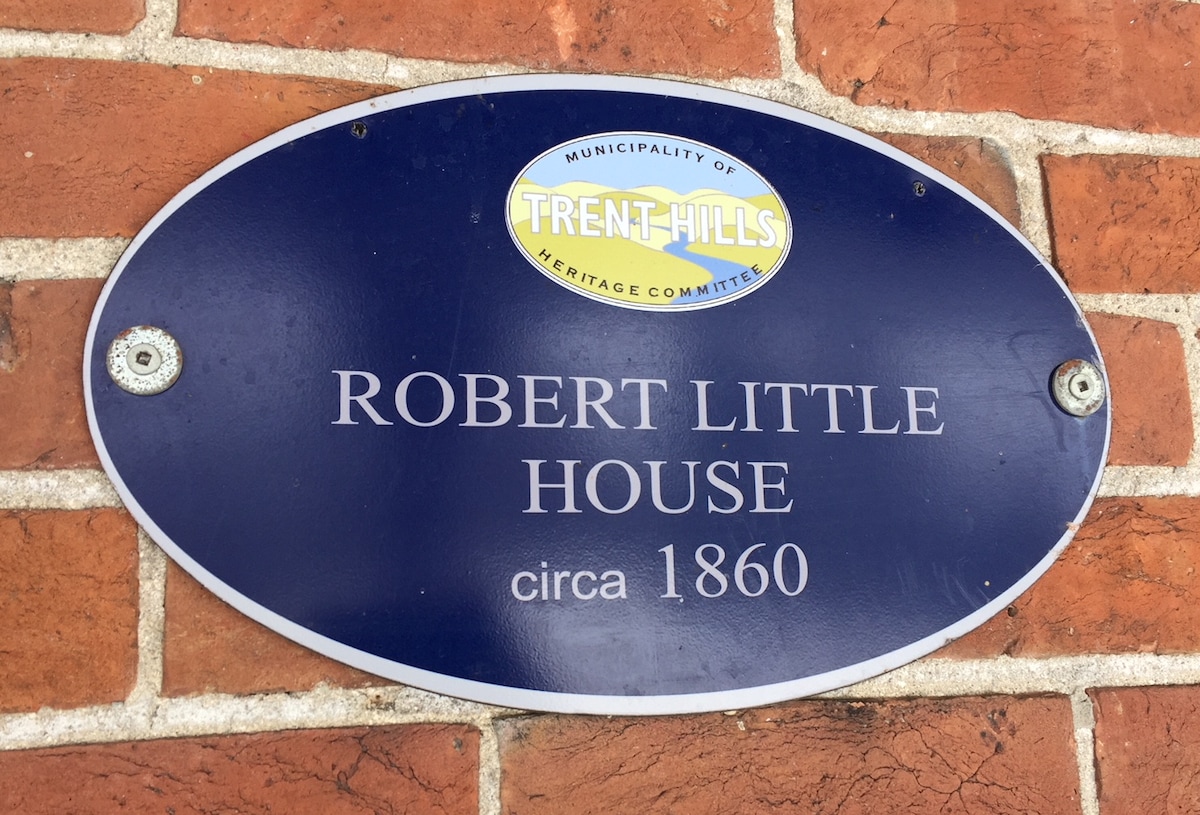 MUNICIPALITY OF
TRENT HILLS
HERITAGE COMMITTEE
ROBERT LITTLE
HOUSE
circa 1860